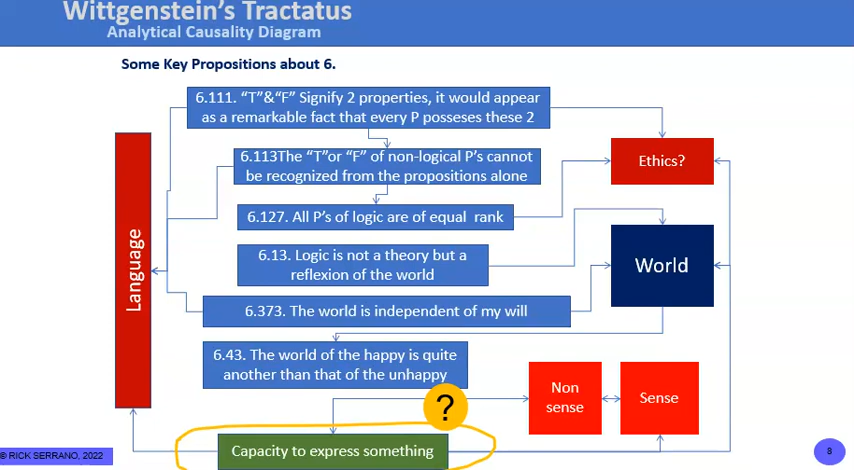 Wittgenstein's Tractatus
Analytical Causality Diagram
Some Key Propositions about 6.
6.111. "T"&"F" Signify 2 properties, it would appear
as a remarkable fact that every P posseses these 2
6.113The "T"or "F" of non-logical P's cannot
be recognized from the propositions alone
Ethics?
6.127. All P's of logic are of equal rank
Language
6.13. Logic is not a theory but a
reflexion of the world
World
6.373. The world is independent of my will
6.43. The world of the happy is quite
another than that of the unhappy
Non
sense
Sense
?
Capacity to express something
© RICK SERRANO, 2022
8